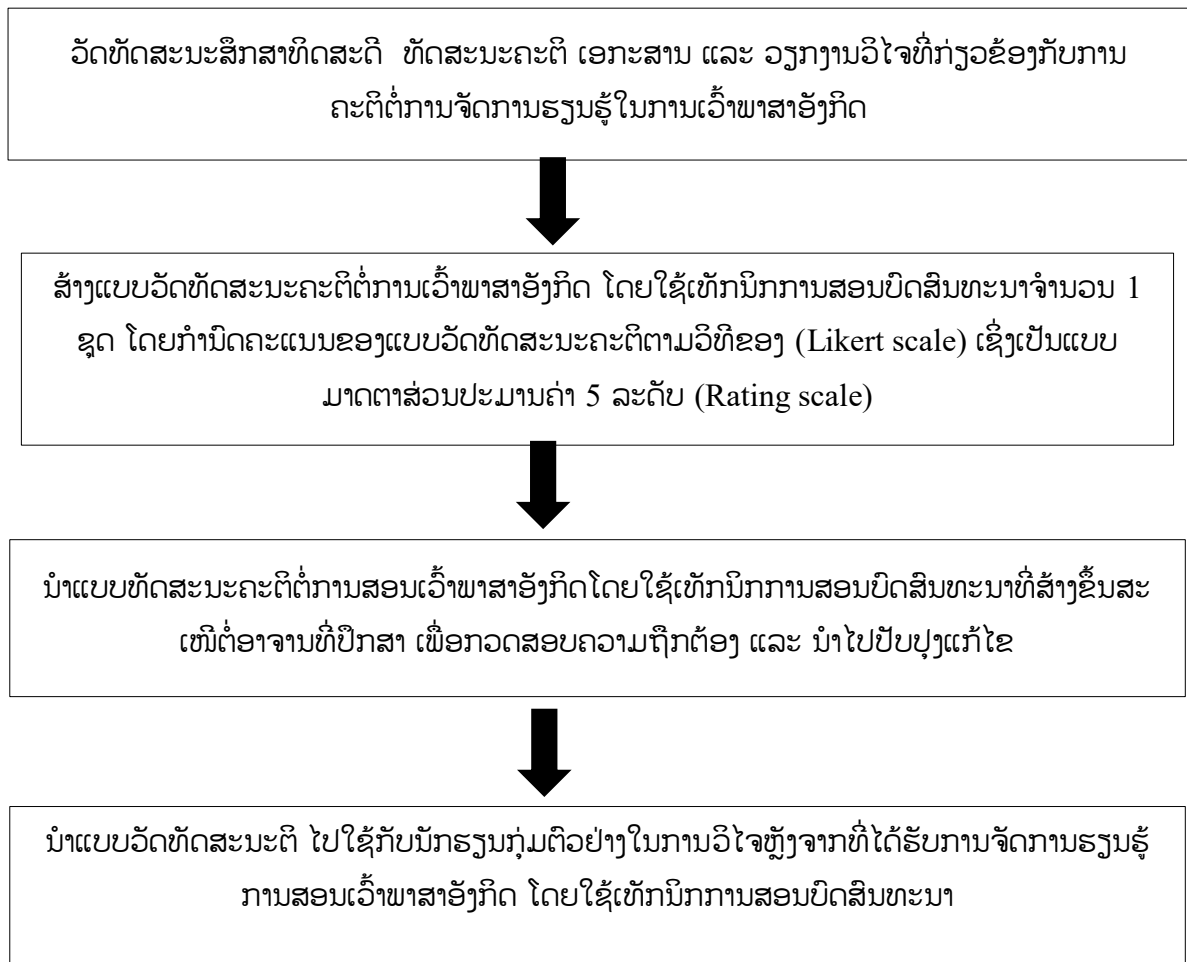 ວັດທັດສະນະສຶກສາທິດສະດີ ທັດສະນະຄະຕິ ເອກະສານ ແລະ ວຽກງານວິໄຈທີ່ກ່ຽວຂ້ອງກັບການ
ຄະຕິຕໍ່ການຈັດການຮຽນຮູ້ໃນການເວົ້າພາສາອັງກິດ
ສ້າງແບບວັດທັດສະນະຄະຕິຕໍ່ການເວົ້າພາສາອັງກິດ ໂດຍໃຊ້ເທັກນິກການສອນບົດສົນທະນາຈຳນວນ 1
ຊຸດ ໂດຍກຳນົດຄະແນນຂອງແບບວັດທັດສະນະຄະຕິຕາມວິທີຂອງ (Likert scale) ເຊິ່ງເປັນແບບ
ມາດຕາສ່ວນປະມານຄ່າ 5 ລະດັບ (Rating scale)
ນຳແບບທັດສະນະຄະຕິຕໍ່ການສອນເວົ້າພາສາອັງກິດໂດຍໃຊ້ເທັກນິກການສອນບົດສົນທະນາທີ່ສ້າງຂຶ້ນສະ
ເໜີຕໍ່ອາຈານທີ່ປຶກສາ ເພື່ອກວດສອບຄວາມຖືກຕ້ອງ ແລະ ນຳໄປປັບປຸງແກ້ໄຂ
ນຳແບບວັດທັດສະນະຕິ ໄປໃຊ້ກັບນັກຮຽນກຸ່ມຕົວຢ່າງໃນການວິໄຈຫຼັງຈາກທີ່ໄດ້ຮັບການຈັດການຮຽນຮູ້
ການສອນເວົ້າພາສາອັງກິດ ໂດຍໃຊ້ເທັກນິກການສອນບົດສົນທະນາ